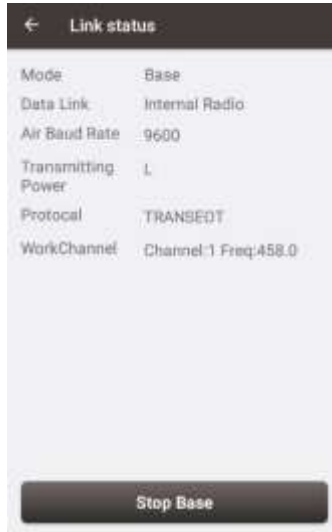 ← Link status
Mode Base
Data Link Internal Radio
Air Baud Rate 9600
Transmitting Power L
Protocal TRANSEOT
WorkChannel Channel:1 Freq:458.0
Stop Base